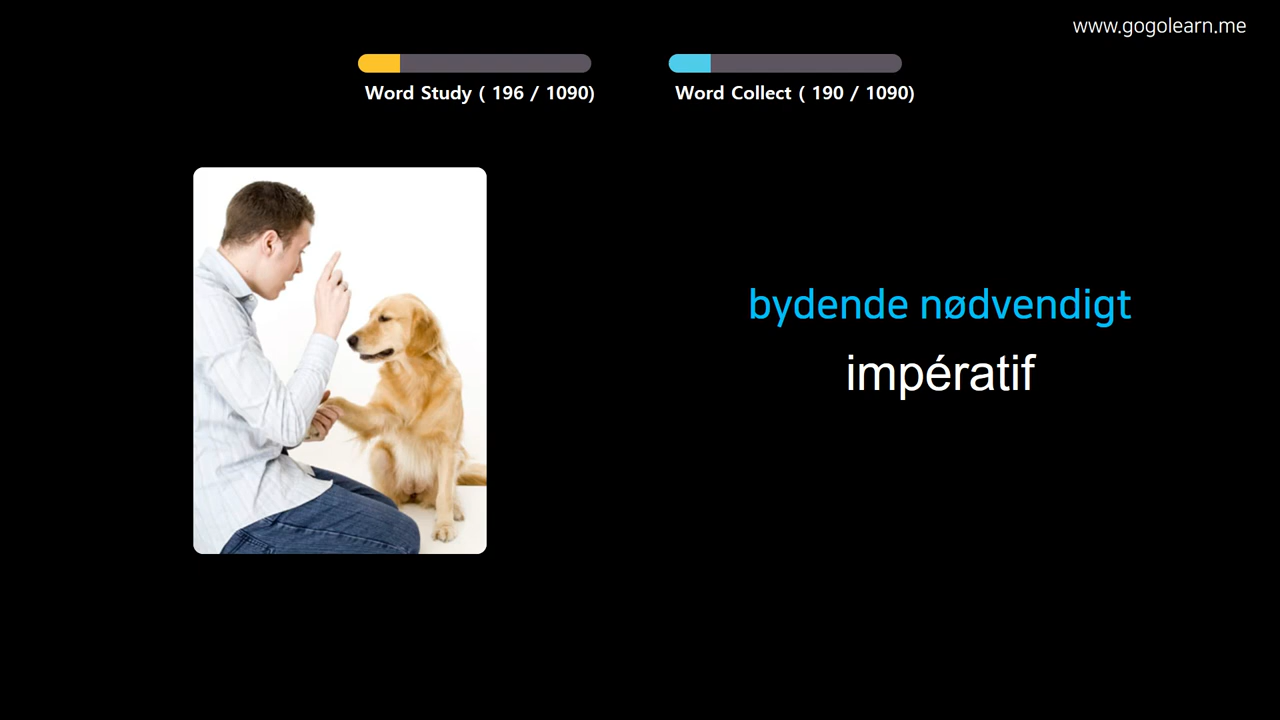 www.gogolearn.me
Word Study ( 196 / 1090)
Word Collect ( 190 / 1090)
bydende nødvendigt
impératif